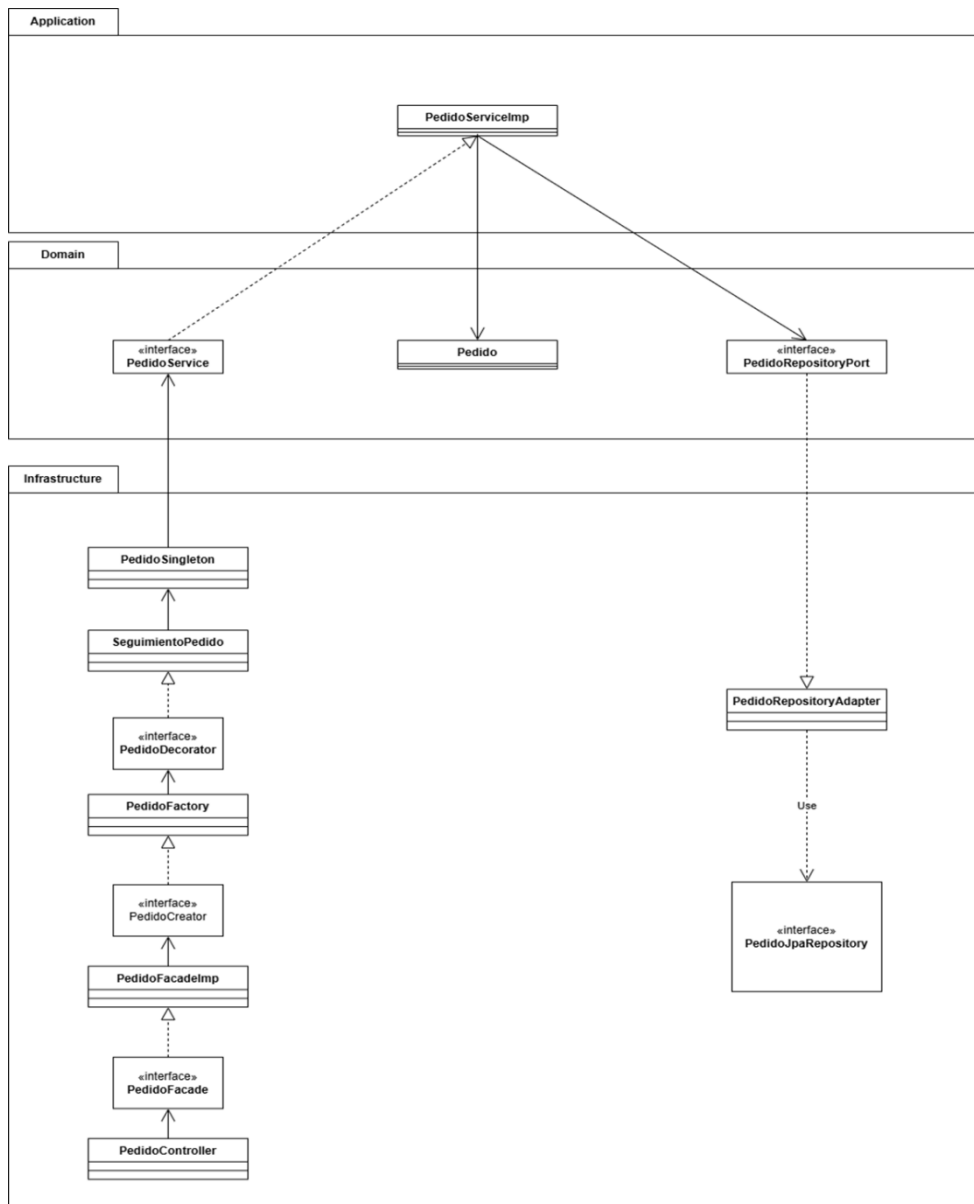 Application
PedidoServiceImp
Domain
«interface»
PedidoService
Pedido
«interface»
PedidoRepositoryPort
Infrastructure
PedidoSingleton
SeguimientoPedido
«interface»
PedidoDecorator
PedidoFactory
«interface»
PedidoCreator
PedidoFacadeImp
«interface»
PedidoFacade
PedidoController
PedidoRepositoryAdapter
Use
«interface»
PedidoJpaRepository